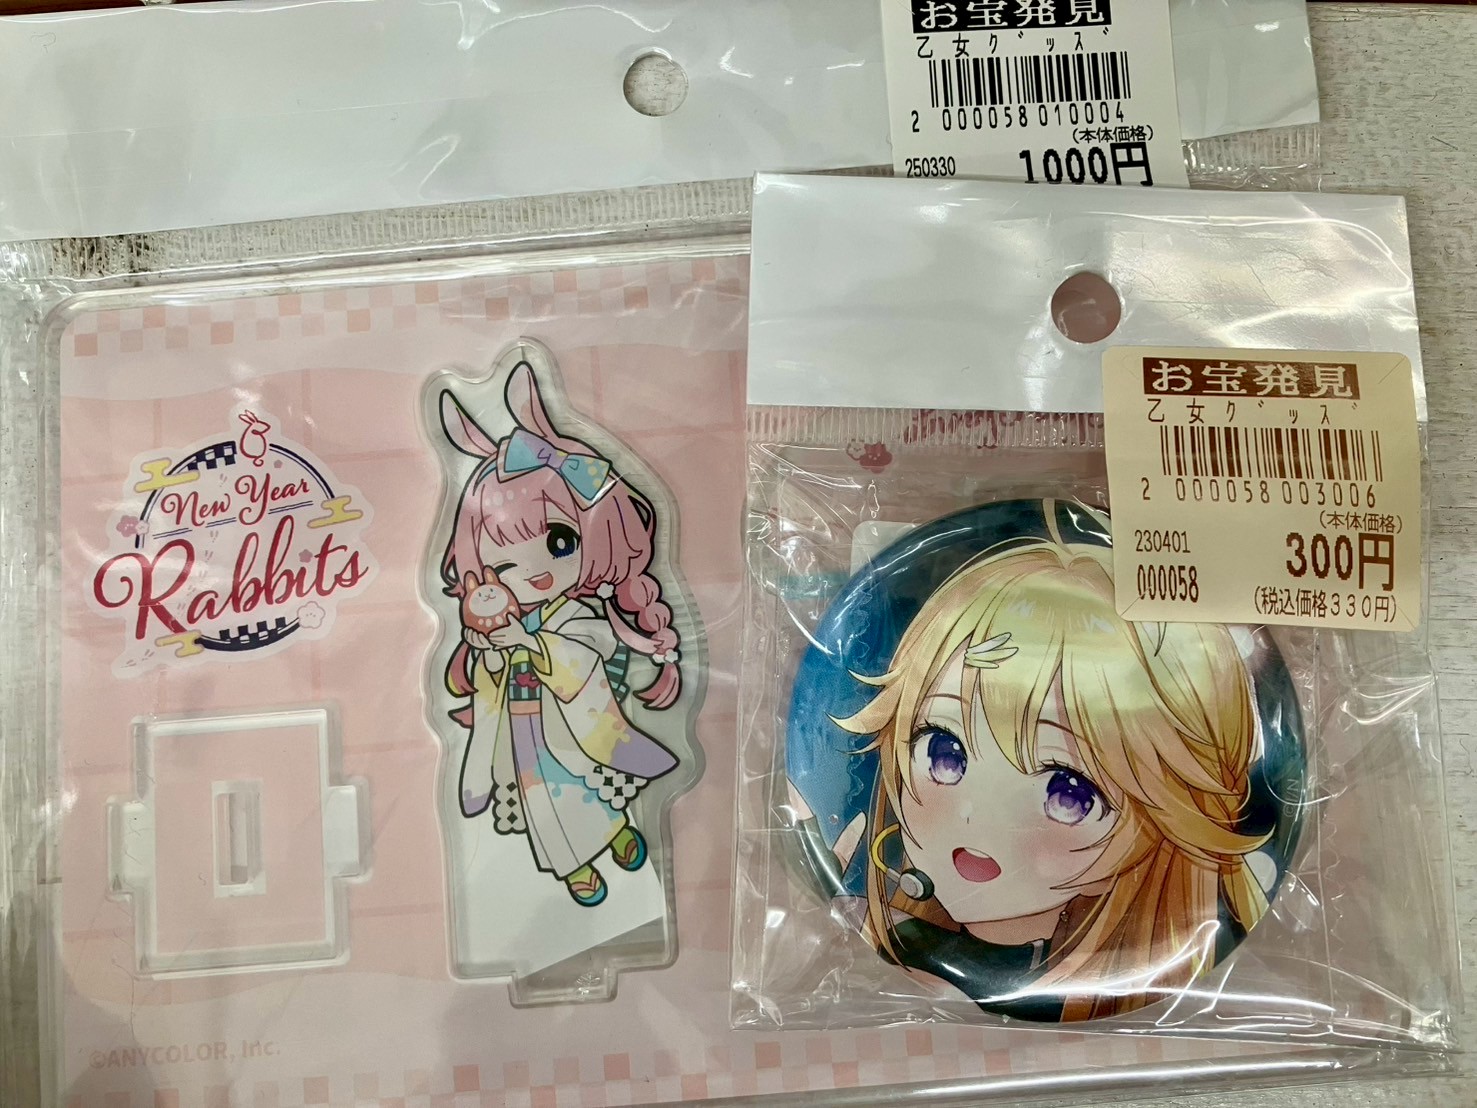 お宝発見
乙女グッズ
2 000058 010004
(本体価格)
250330 1000円
お宝発見
乙女グッズ
2 000058 003006
(本体価格)
230401 300円
000058 (税込価格330円)
New Year
Rabbits
©ANYCOLOR, Inc.